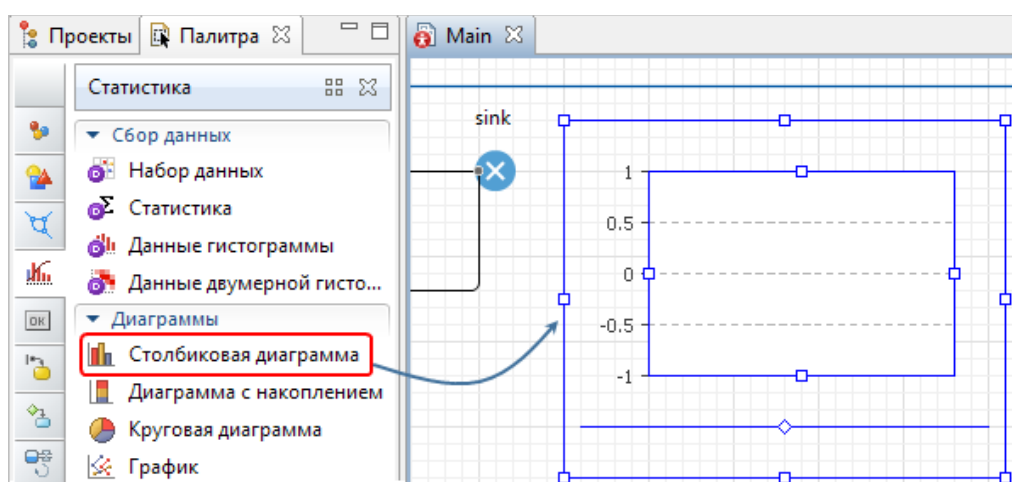 Проекты
Палитра
Main
Статистика
Сбор данных
Набор данных
Статистика
Данные гистограммы
Данные двумерной гисто...
OK
Диаграммы
Столбиковая диаграмма
Диаграмма с накоплением
Круговая диаграмма
График
sink
1
0.5
0
-0.5
-1